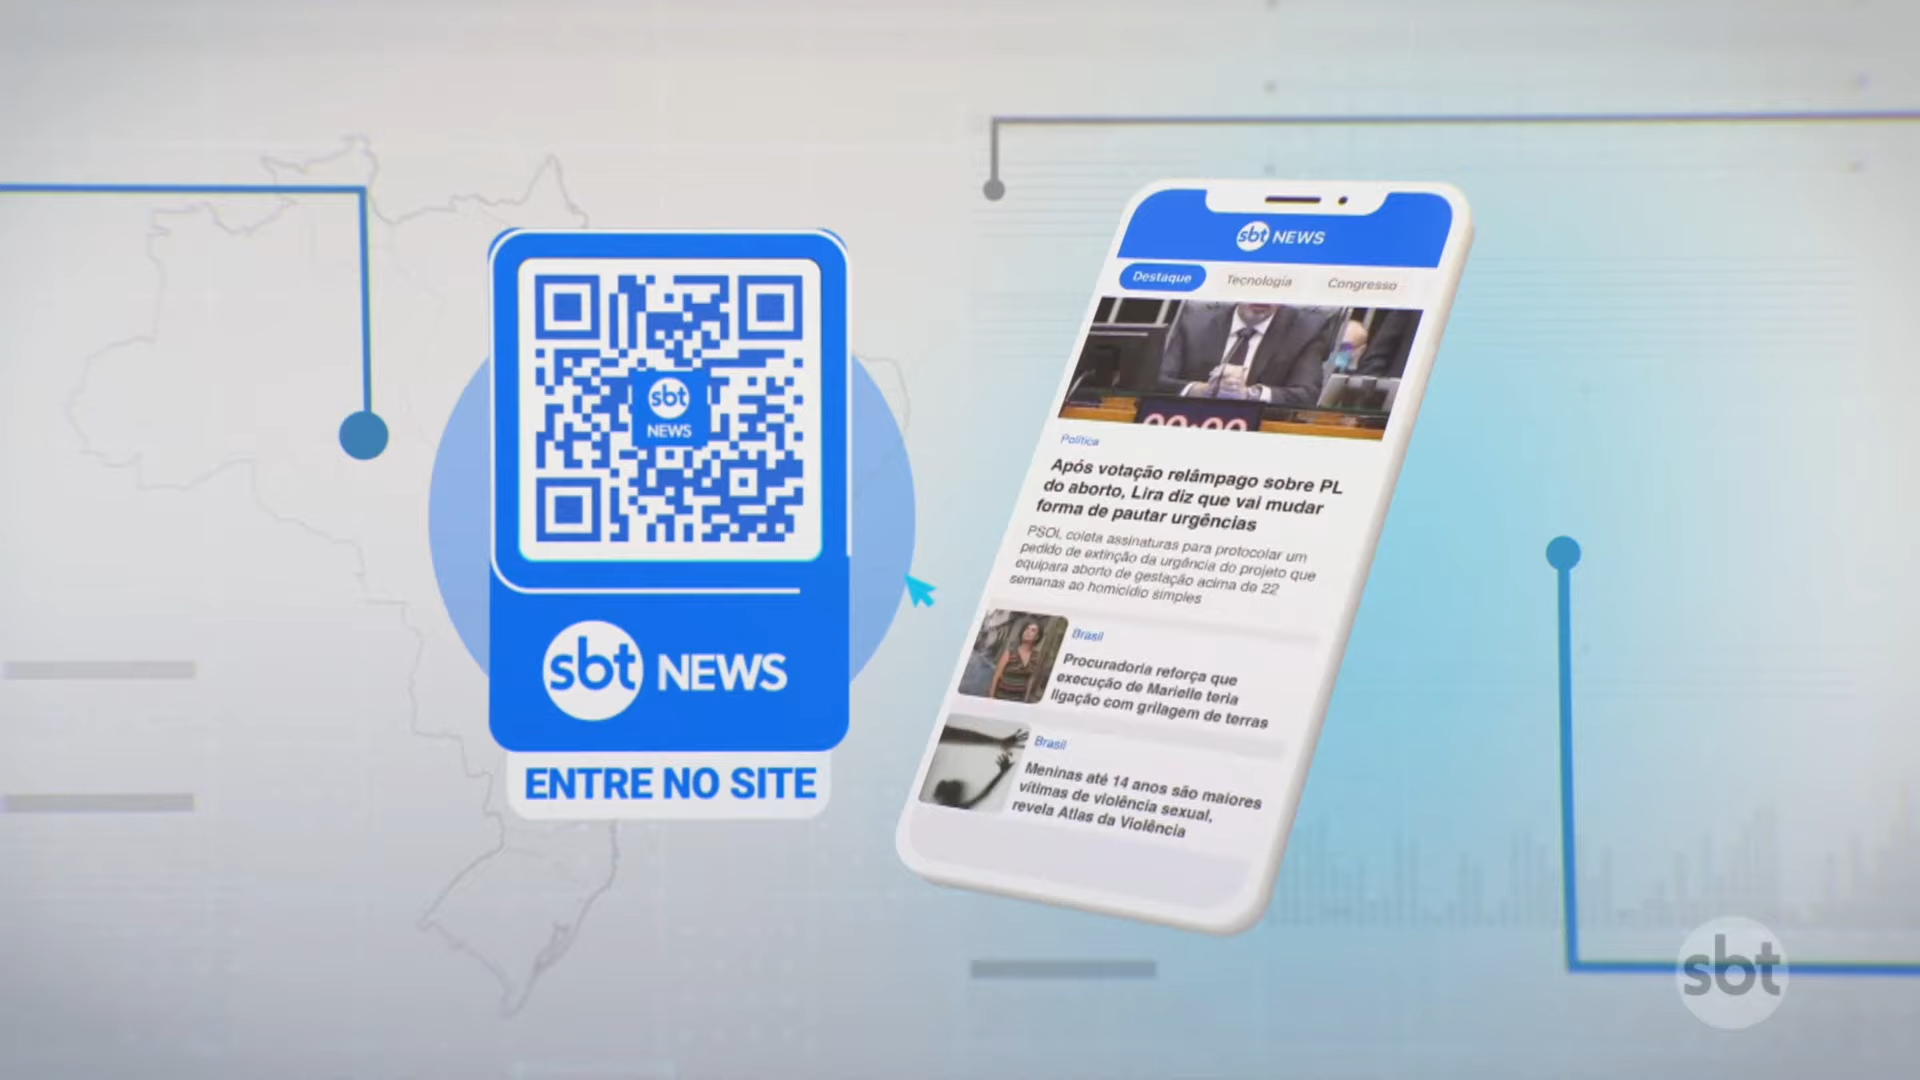 sbt
NEWS
sbt NEWS
ENTRE NO SITE
sbt NEWS
Destaque Tecnologia Congresso
00:00
Política
Após votação relâmpago sobre PL
do aborto, Lira diz que vai mudar
forma de pautar urgências
PSOL coleta assinaturas para protocolar um
pedido de extinção da urgência do projeto que
equipara aborto de gestação acima de 22
semanas ao homicídio simples
Brasil
Procuradoria reforça que
execução de Marielle teria
ligação com grilagem de terras
Brasil
Meninas até 14 anos são maiores
vítimas de violência sexual,
revela Atlas da Violência
sbt